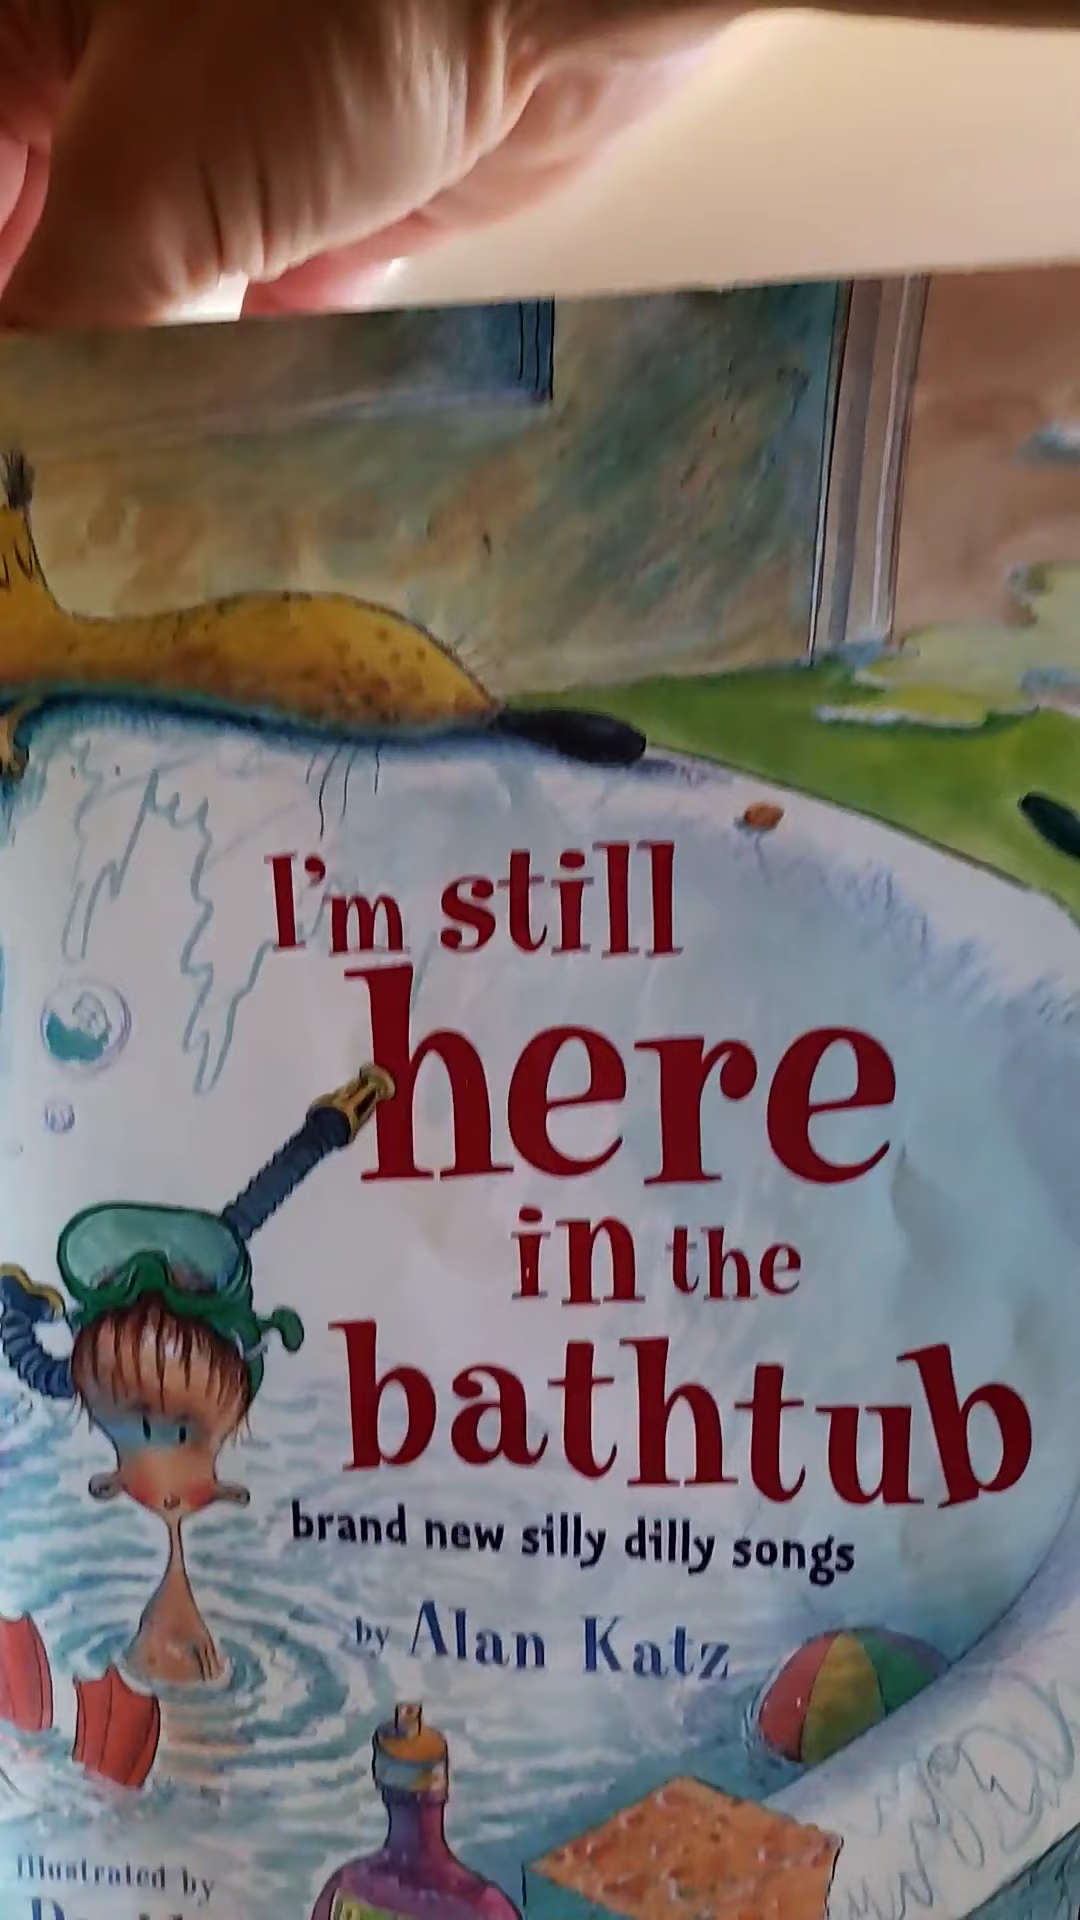 I'm still
here
in the
bathtub
brand new silly dilly songs
by Alan Katz
illustrated by